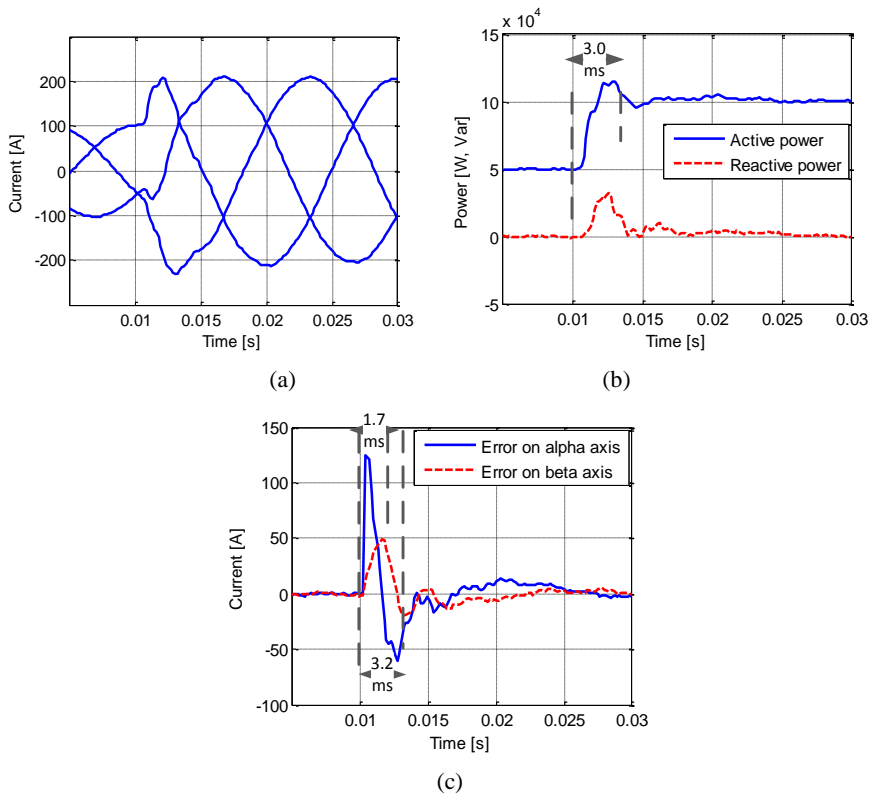 200
100
0
-100
-200
Current [A]
0.01 0.015 0.02 0.025 0.03
Time [s]
(a)
x 10^4
15
10
5
0
-5
Power [W, Var]
3.0
ms
Active power
Reactive power
0.01 0.015 0.02 0.025 0.03
Time [s]
(b)
150
100
50
0
-50
-100
Current [A]
1.7
ms
Error on alpha axis
Error on beta axis
3.2
ms
0.01 0.015 0.02 0.025 0.03
Time [s]
(c)